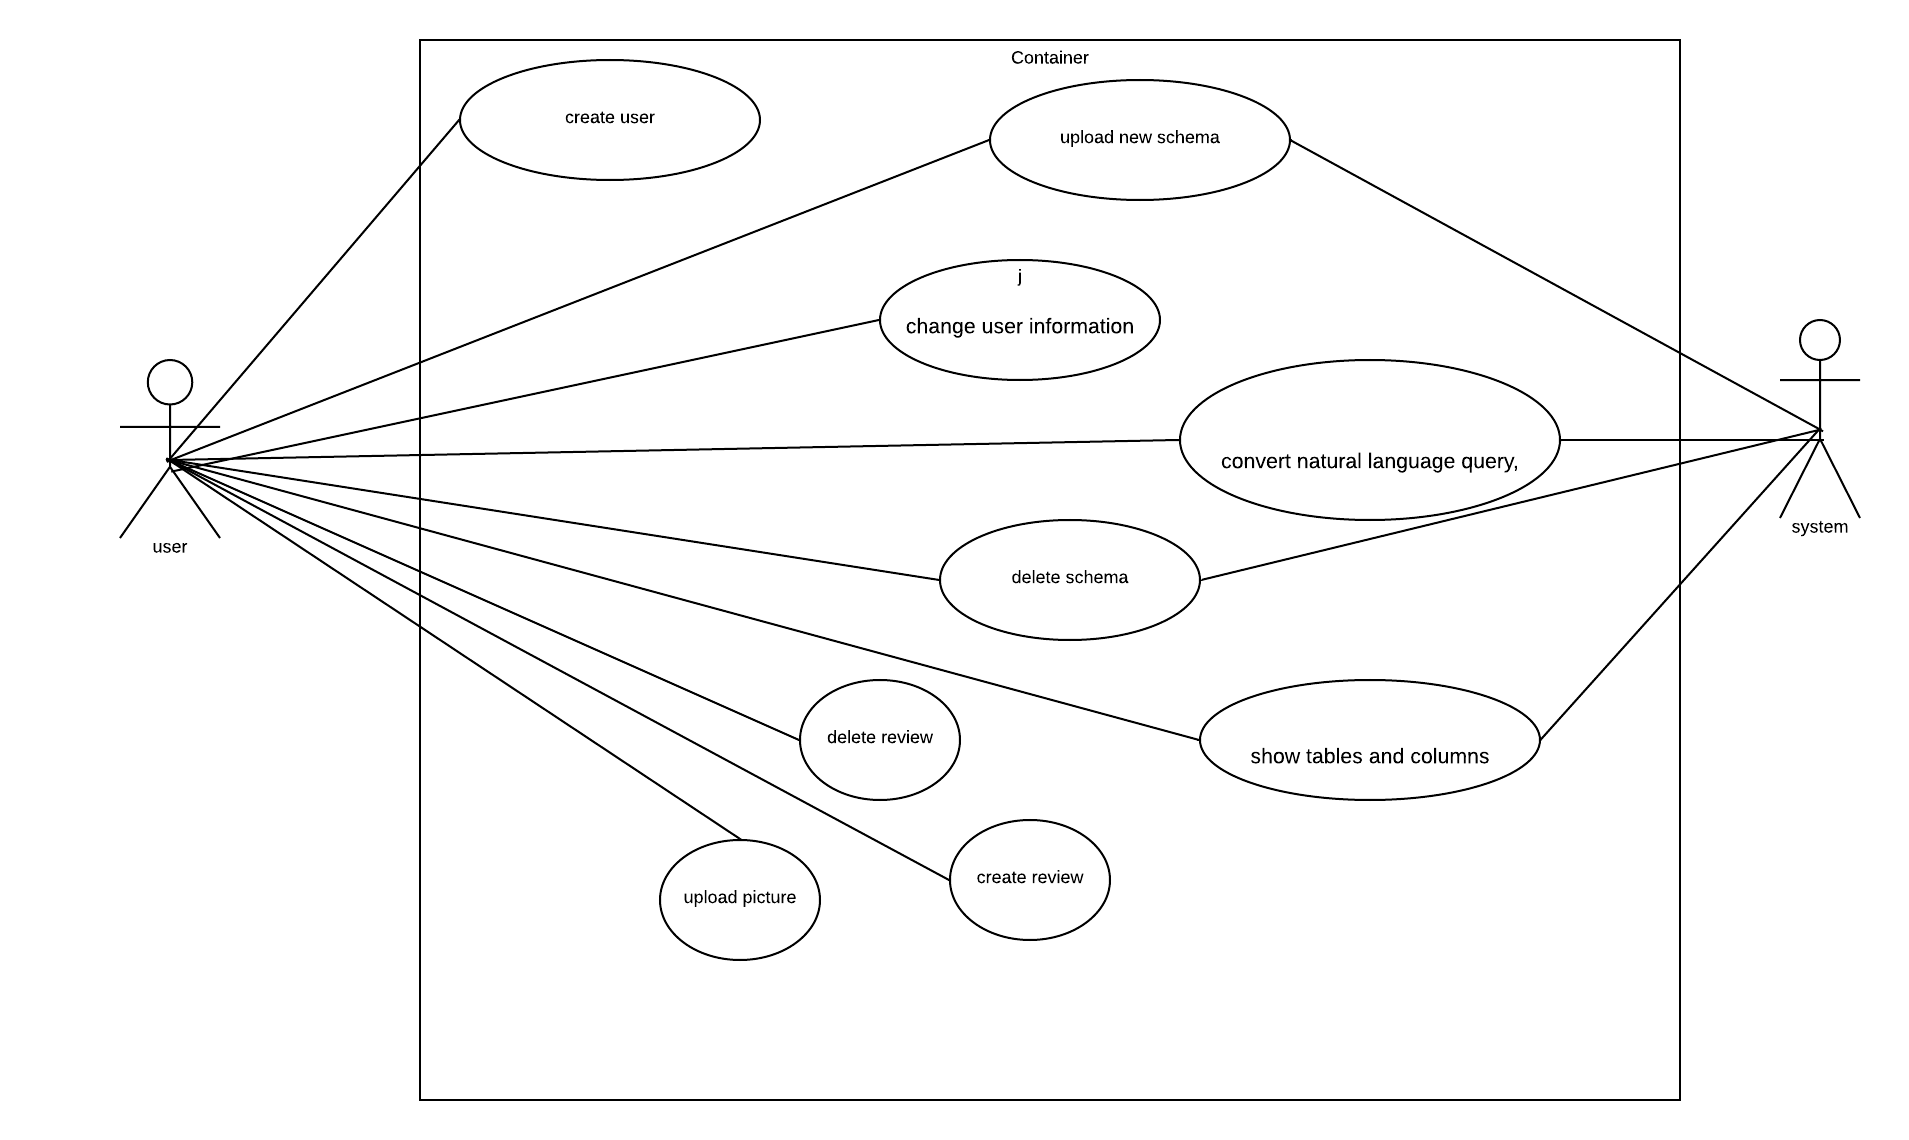 Container
create user
upload new schema
j
change user information
convert natural language query,
user
system
delete schema
delete review
show tables and columns
upload picture
create review